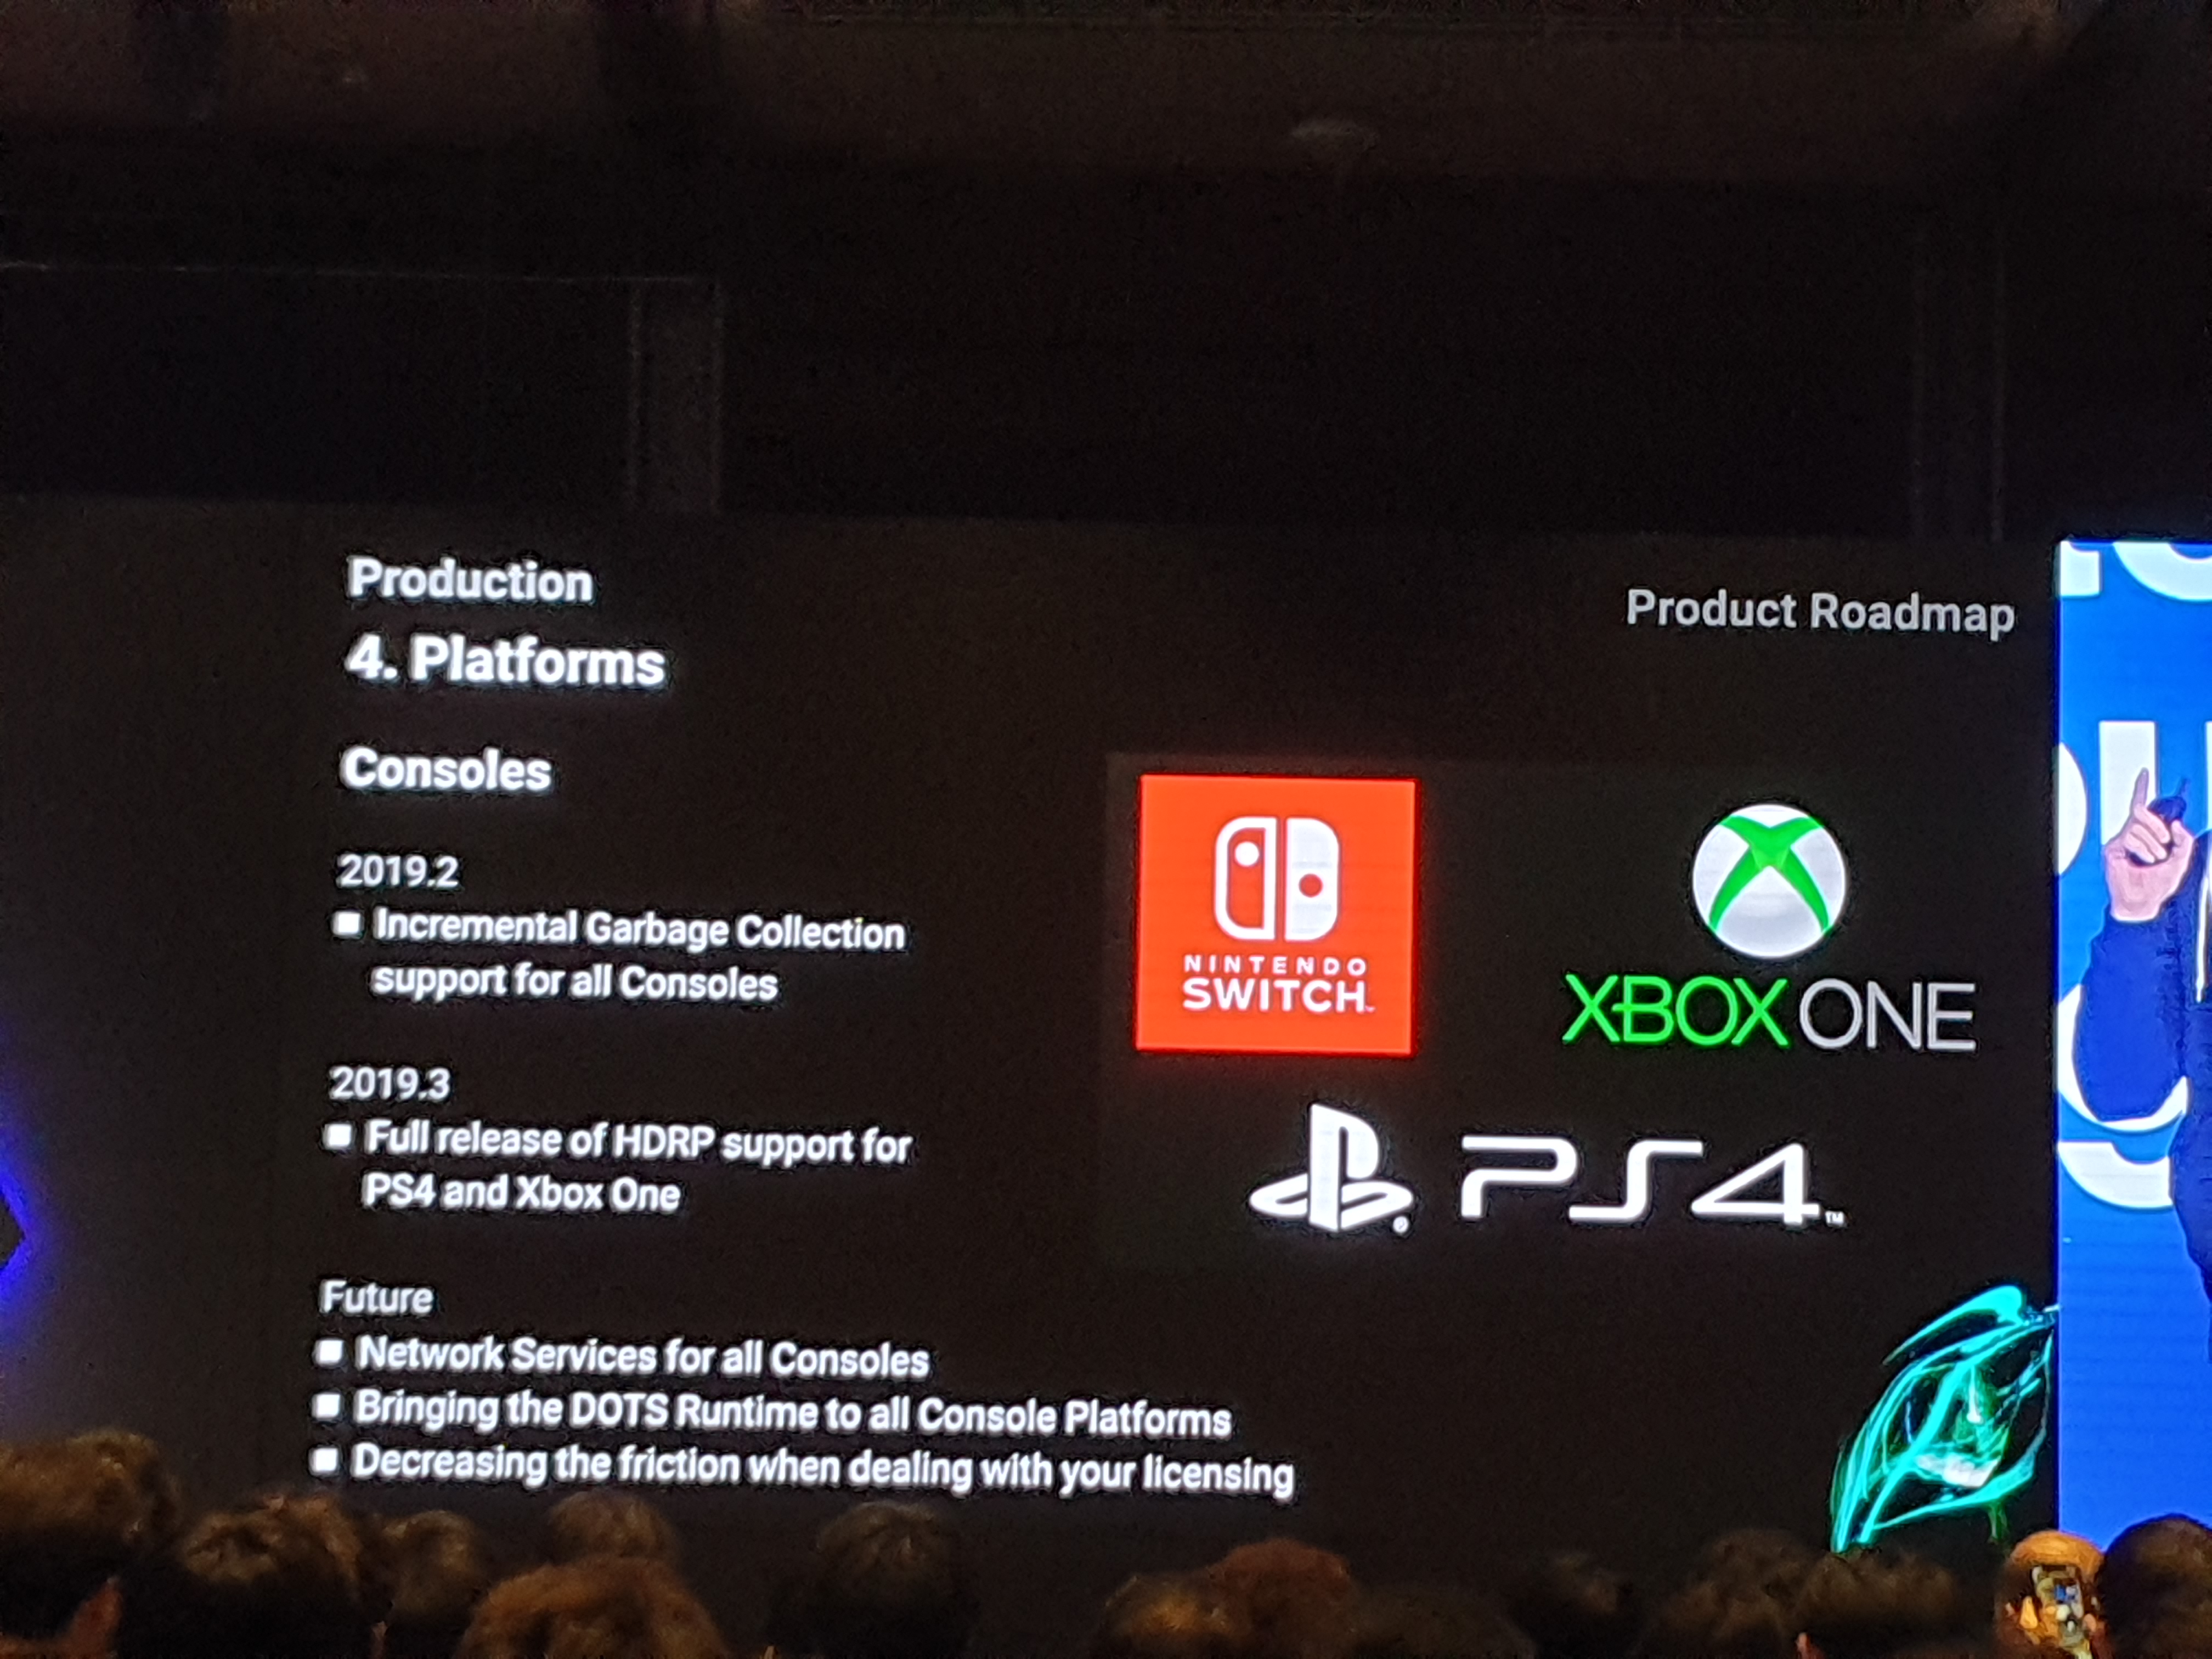 Production
Product Roadmap
4. Platforms
Consoles
2019.2
▪ Incremental Garbage Collection
support for all Consoles
2019.3
▪ Full release of HDRP support for
PS4 and Xbox One
Future
▪ Network Services for all Consoles
▪ Bringing the DOTS Runtime to all Console Platforms
▪ Decreasing the friction when dealing with your licensing
NINTENDO
SWITCH™
XBOX ONE
PS4™